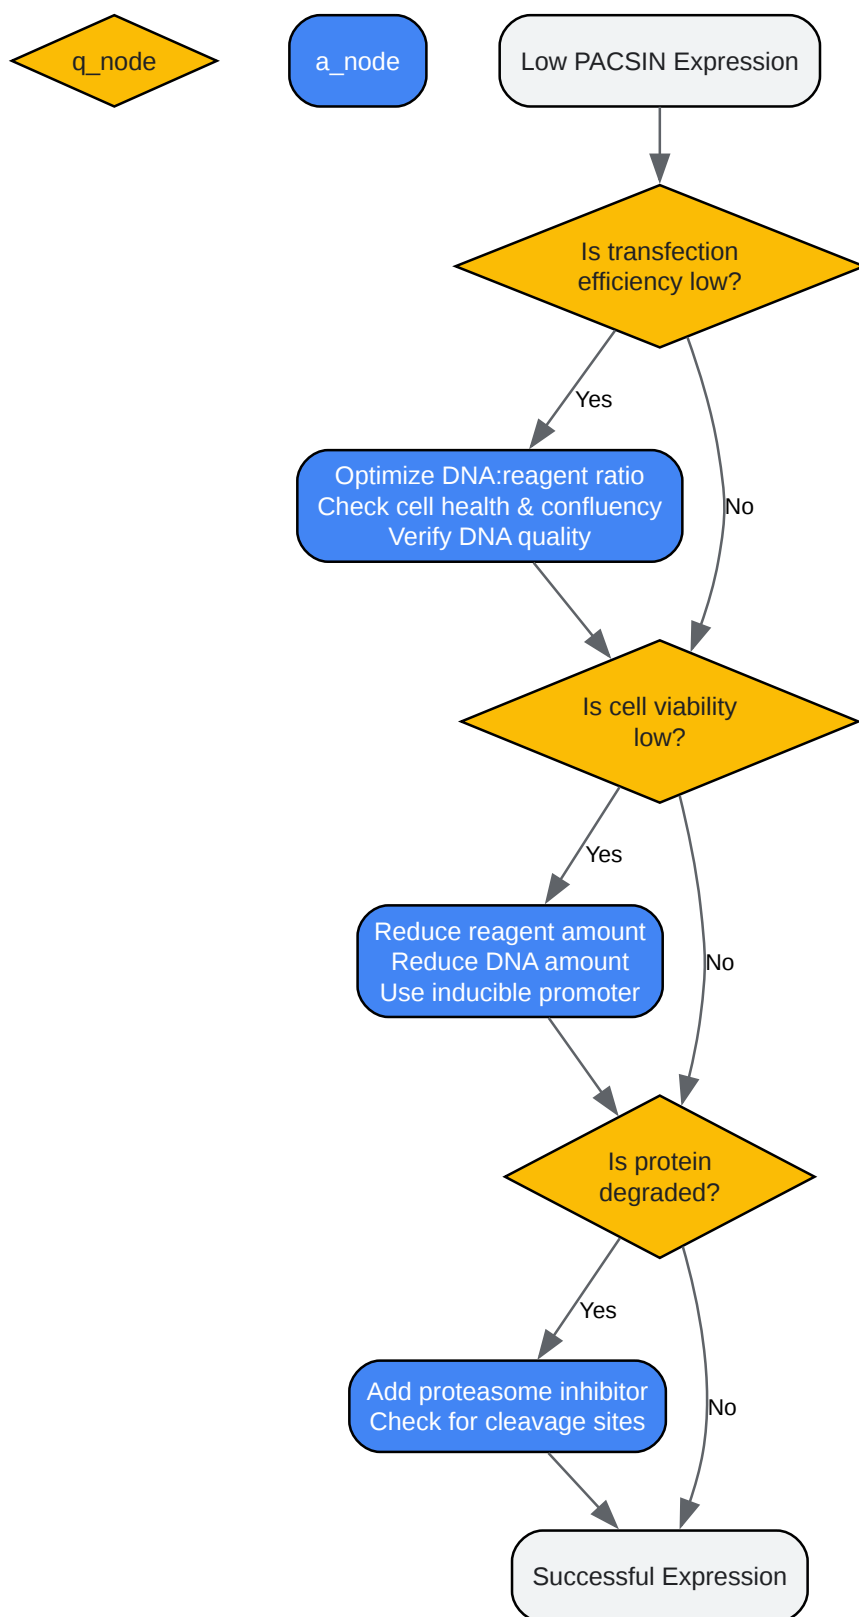 q_node
a_node
Low PACSIN Expression
Is transfection
efficiency low?
Yes
No
Optimize DNA:reagent ratio
Check cell health & confluency
Verify DNA quality
Is cell viability
low?
Yes
No
Reduce reagent amount
Reduce DNA amount
Use inducible promoter
Is protein
degraded?
Yes
No
Add proteasome inhibitor
Check for cleavage sites
Successful Expression